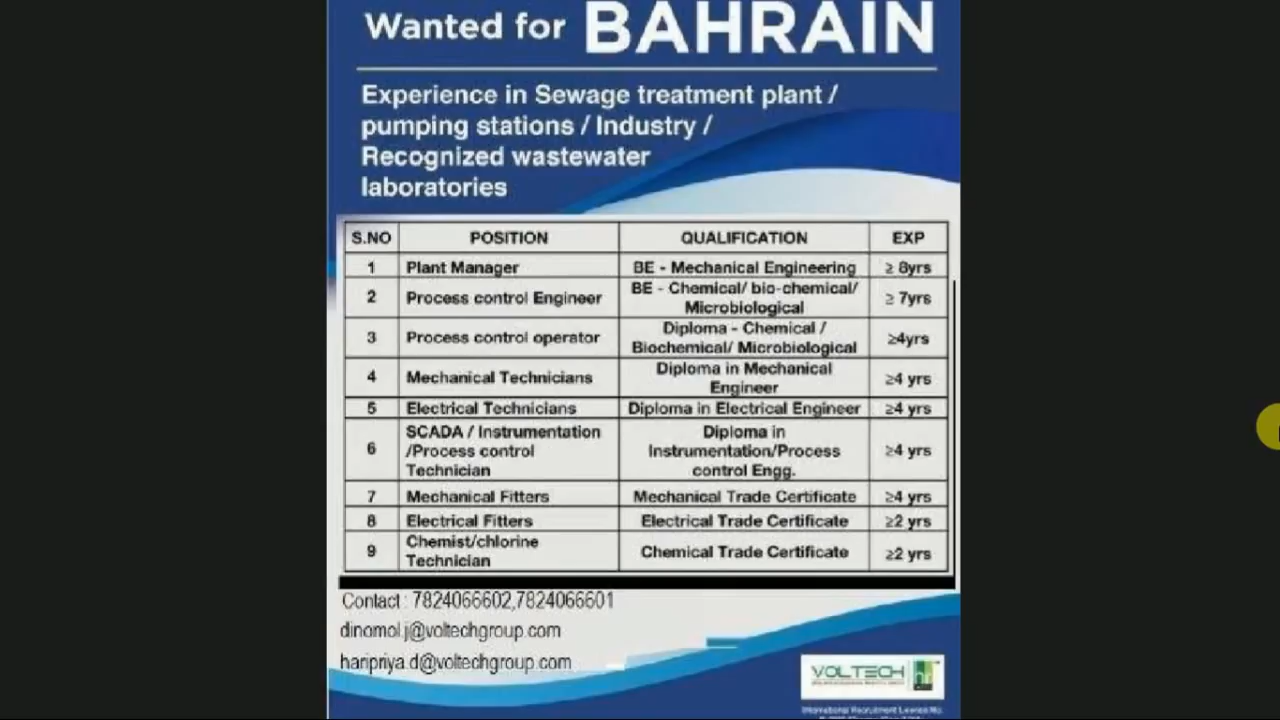 Wanted for BAHRAIN
Experience in Sewage treatment plant /
pumping stations / Industry /
Recognized wastewater
laboratories
S.NO POSITION QUALIFICATION EXP
1 Plant Manager BE - Mechanical Engineering ≥ 8yrs
2 Process control Engineer BE - Chemical/ bio-chemical/
Microbiological ≥ 7yrs
3 Process control operator Diploma - Chemical /
Biochemical/ Microbiological ≥4yrs
4 Mechanical Technicians Diploma in Mechanical
Engineer ≥4 yrs
5 Electrical Technicians Diploma in Electrical Engineer ≥4 yrs
6 SCADA / Instrumentation
/Process control
Technician Diploma in
Instrumentation/Process
control Engg. ≥4 yrs
7 Mechanical Fitters Mechanical Trade Certificate ≥4 yrs
8 Electrical Fitters Electrical Trade Certificate ≥2 yrs
9 Chemist/chlorine
Technician Chemical Trade Certificate ≥2 yrs
Contact : 7824066602,7824066601
dinomol.j@voltechgroup.com
haripriya.d@voltechgroup.com
VOLTECH hr
International Recruitment License No.